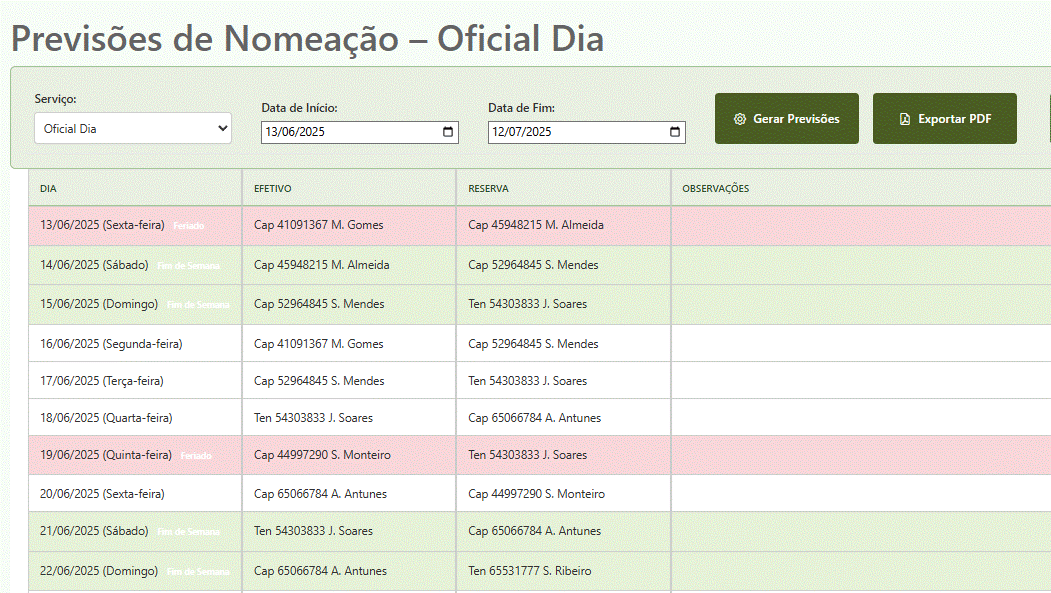 Previsões de Nomeação – Oficial Dia
Serviço:
Oficial Dia
Data de Início:
13/06/2025
Data de Fim:
12/07/2025
Gerar Previsões
Exportar PDF
DIA EFETIVO RESERVA OBSERVAÇÕES
13/06/2025 (Sexta-feira) Feriado Cap 41091367 M. Gomes Cap 45948215 M. Almeida
14/06/2025 (Sábado) Fim de Semana Cap 45948215 M. Almeida Cap 52964845 S. Mendes
15/06/2025 (Domingo) Fim de Semana Cap 52964845 S. Mendes Ten 54303833 J. Soares
16/06/2025 (Segunda-feira) Cap 41091367 M. Gomes Cap 52964845 S. Mendes
17/06/2025 (Terça-feira) Cap 52964845 S. Mendes Ten 54303833 J. Soares
18/06/2025 (Quarta-feira) Ten 54303833 J. Soares Cap 65066784 A. Antunes
19/06/2025 (Quinta-feira) Feriado Cap 44997290 S. Monteiro Ten 54303833 J. Soares
20/06/2025 (Sexta-feira) Cap 65066784 A. Antunes Cap 44997290 S. Monteiro
21/06/2025 (Sábado) Fim de Semana Ten 54303833 J. Soares Cap 65066784 A. Antunes
22/06/2025 (Domingo) Fim de Semana Cap 65066784 A. Antunes Ten 65531777 S. Ribeiro